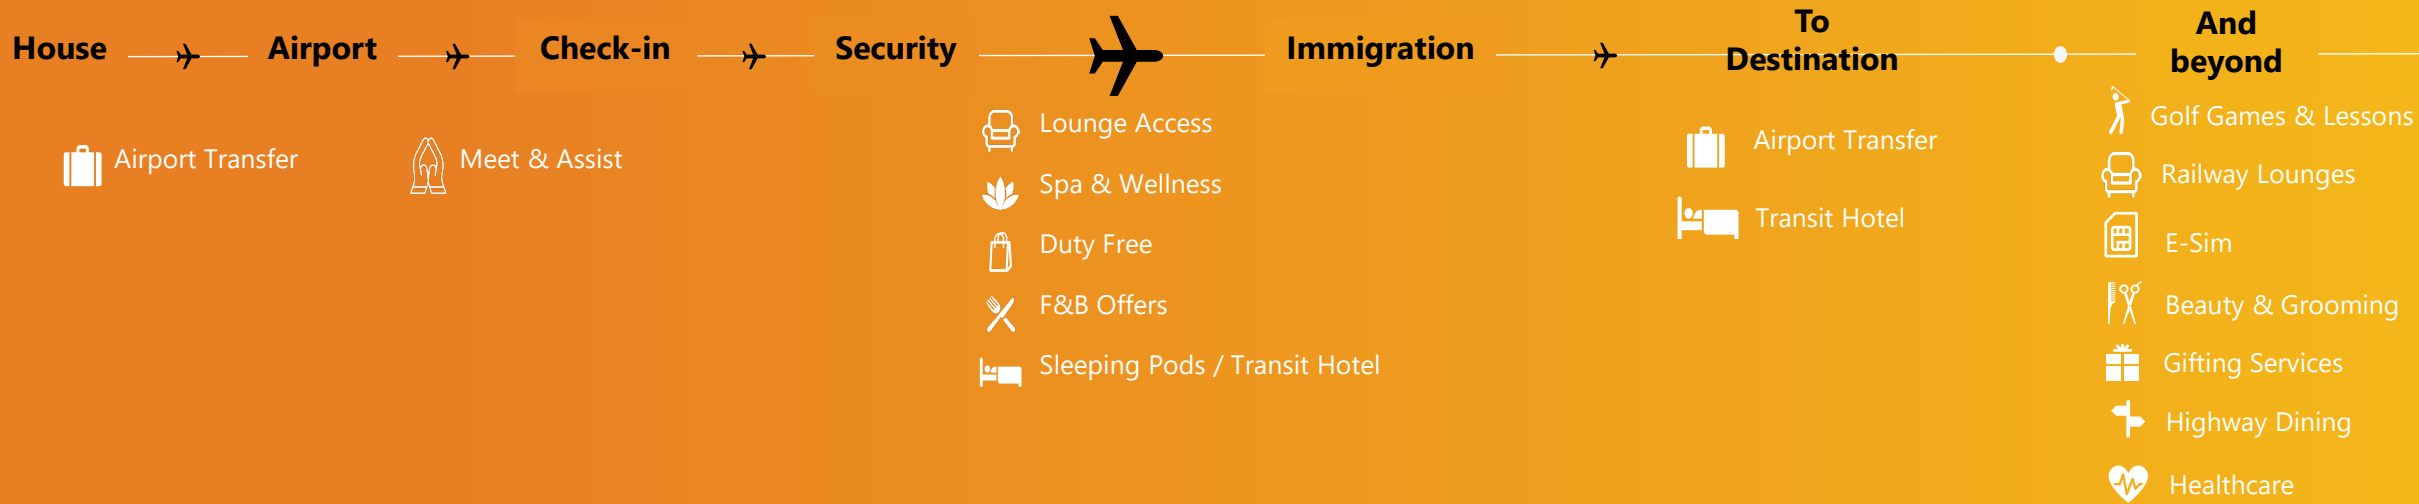 House
Airport
Check-in
Security
Immigration
To
Destination
And
beyond
Airport Transfer
Meet & Assist
Lounge Access
Spa & Wellness
Duty Free
F&B Offers
Sleeping Pods / Transit Hotel
Airport Transfer
Transit Hotel
Golf Games & Lessons
Railway Lounges
E-Sim
Beauty & Grooming
Gifting Services
Highway Dining
Healthcare